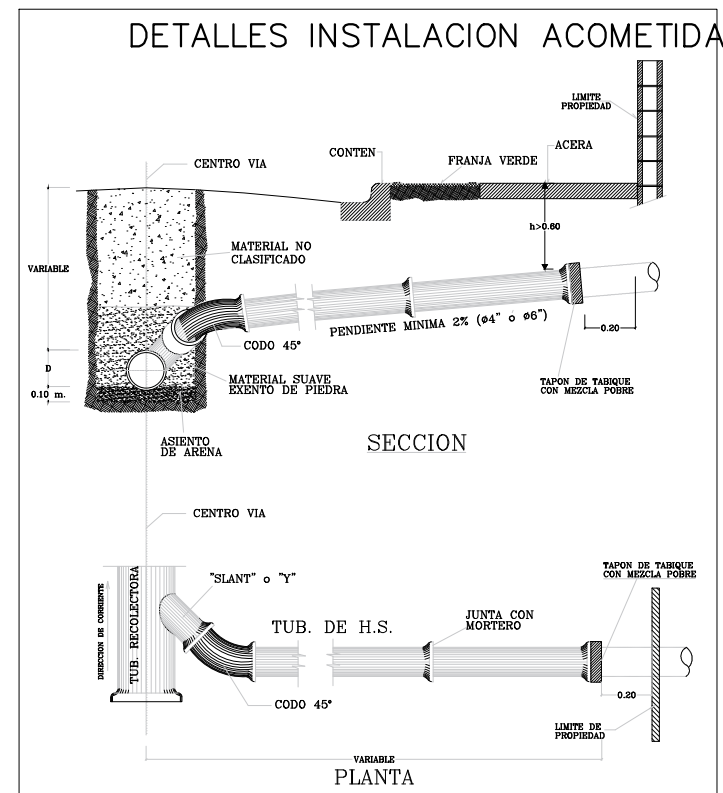 DETALLES INSTALACION ACOMETIDA
LIMITE
PROPIEDAD
CENTRO VIA
CONTEN
FRANJA VERDE
ACERA
h>0.60
MATERIAL NO
CLASIFICADO
VARIABLE
PENDIENTE MINIMA 2% (ø4" ò ø6")
CODO 45°
0.20
D
MATERIAL SUAVE
EXENTO DE PIEDRA
0.10 m.
TAPON DE TABIQUE
CON MEZCLA POBRE
ASIENTO
DE ARENA
SECCION
CENTRO VIA
DIRECCION DE CORRIENTE
TUB. RECOLECTORA
"SLANT" o "Y"
TUB. DE H.S.
JUNTA CON
MORTERO
TAPON DE TABIQUE
CON MEZCLA POBRE
CODO 45°
0.20
LIMITE DE
PROPIEDAD
VARIABLE
PLANTA